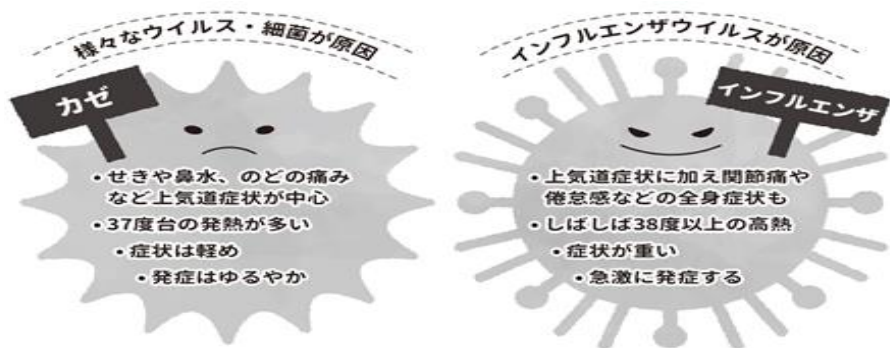 様々なウイルス・細菌が原因
カゼ
・せきや鼻水、のどの痛み
など上気道症状が中心
・37度台の発熱が多い
・症状は軽め
・発症はゆるやか
インフルエンザウイルスが原因
インフルエンザ
・上気道症状に加え関節痛や
倦怠感などの全身症状も
・しばしば38度以上の高熱
・症状が重い
・急激に発症する